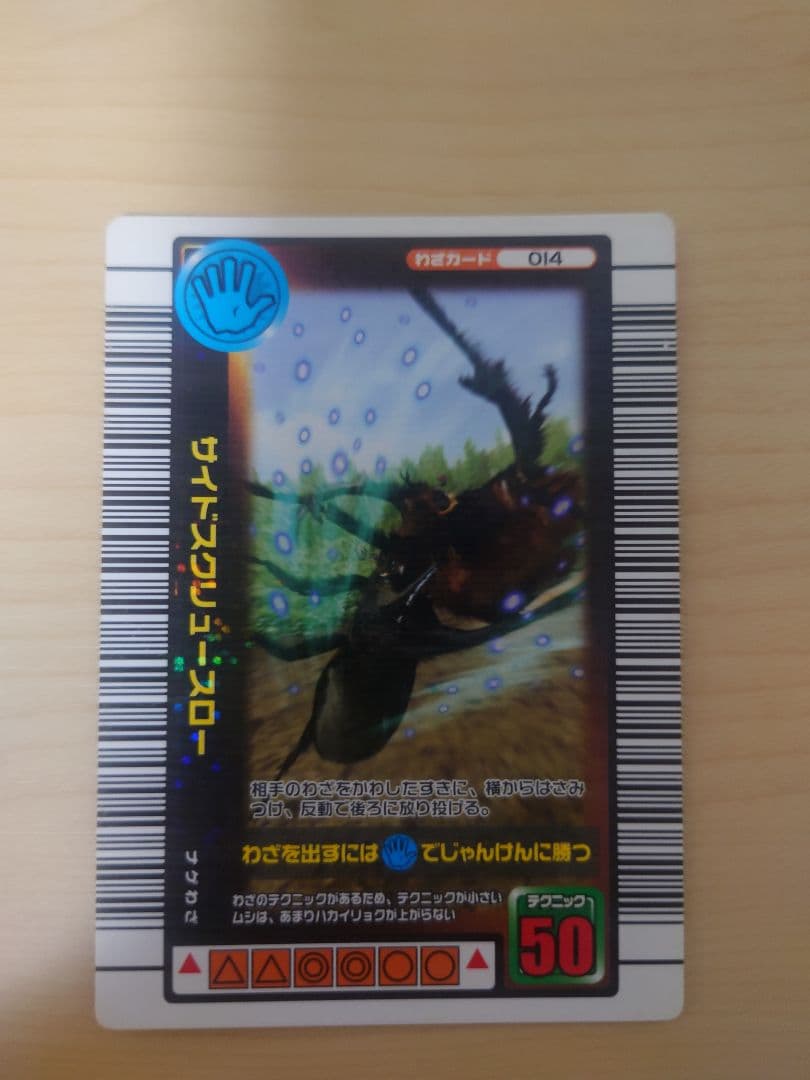 わざカード 014
サイドスクリュースロー
ナゲわざ
相手のわざをかわしたすきに、横からはさみ
つけ、反動で後ろに放り投げる。
わざを出すには でじゃんけんに勝つ
わざのテクニックがあるため、テクニックが小さい
ムシは、あまりハカイリョクが上がらない
テクニック
50